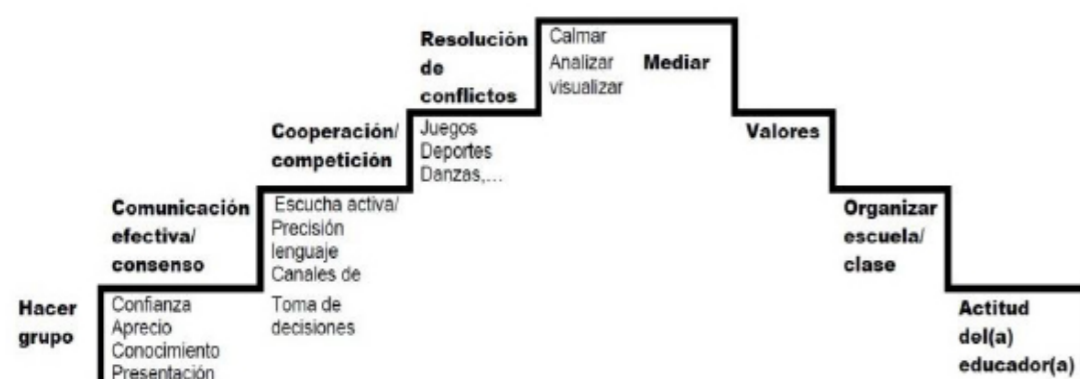 Hacer
grupo
Confianza
Aprecio
Conocimiento
Presentación
Comunicación
efectiva/
consenso
Escucha activa/
Precisión
lenguaje
Canales de
Toma de
decisiones
Cooperación/
competición
Juegos
Deportes
Danzas,...
Resolución
de
conflictos
Calmar
Analizar
visualizar
Mediar
Valores
Organizar
escuela/
clase
Actitud
del(a)
educador(a)